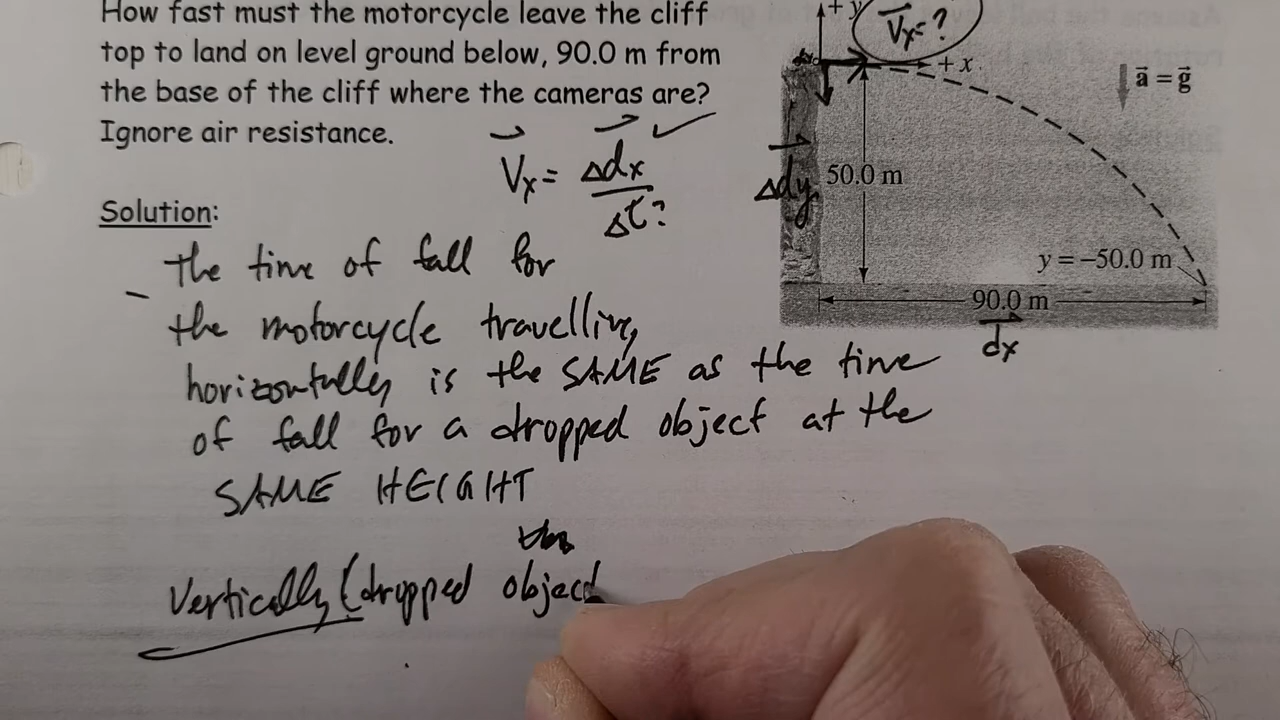 How fast must the motorcycle leave the cliff
top to land on level ground below, 90.0 m from
the base of the cliff where the cameras are?
Ignore air resistance.
Vx = Δdx
Δt?
+y
Vx=?
+x
a = g
Δdy
50.0 m
y = −50.0 m
90.0 m
dx
Solution:
the time of fall for
the motorcycle travelling
horizontally is the SAME as the time
of fall for a dropped object at the
SAME HEIGHT
Vertically (dropped object